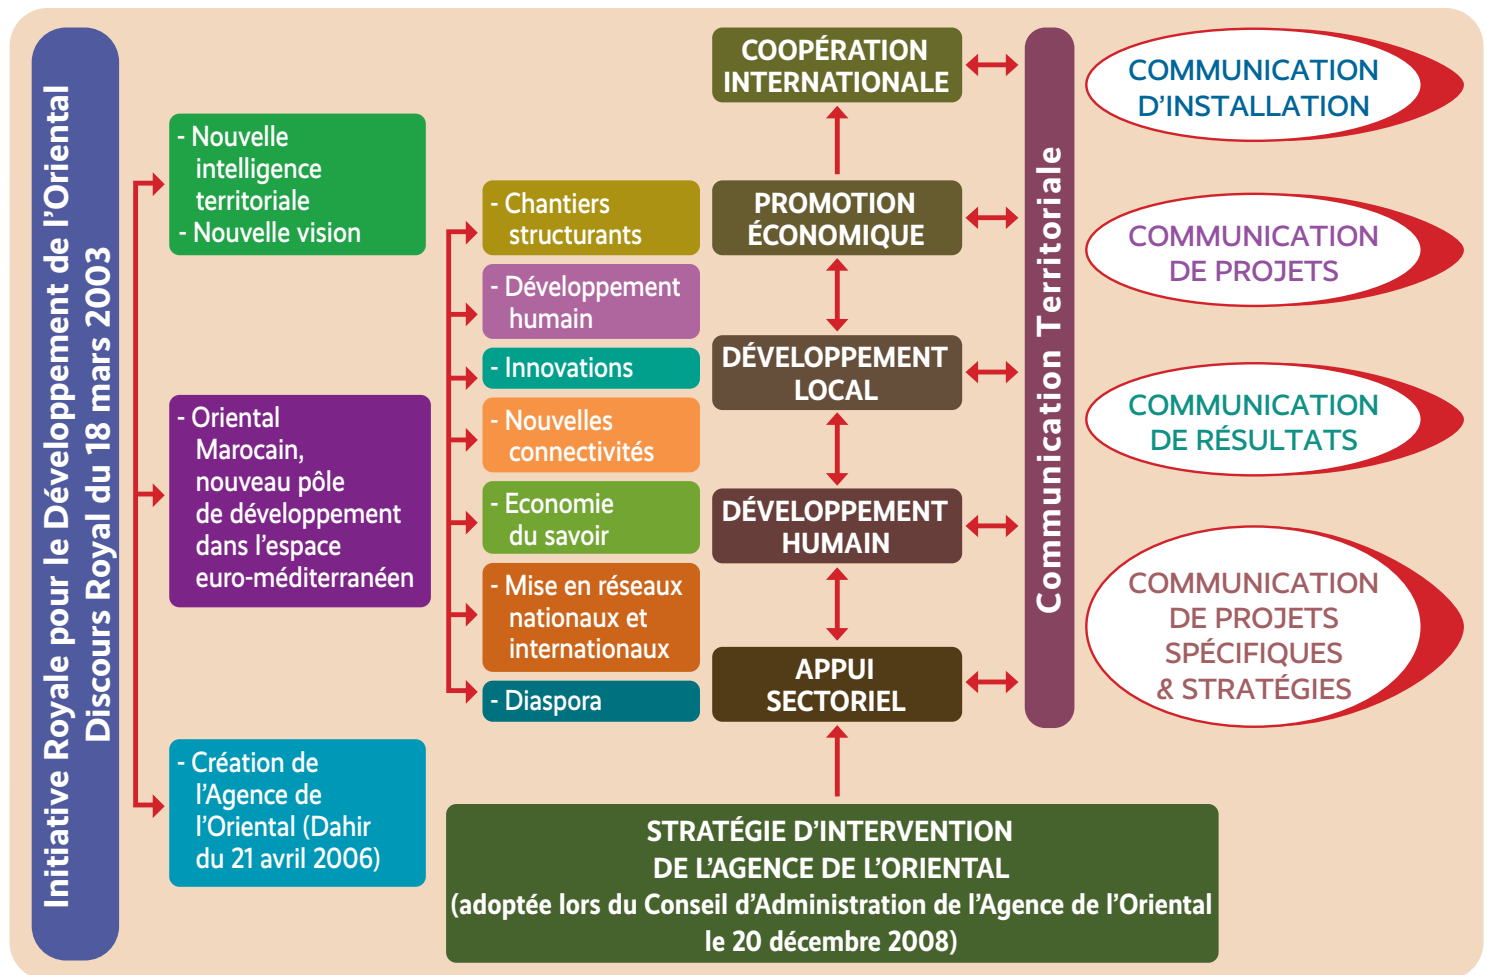 Initiative Royale pour le Développement de l'Oriental
Discours Royal du 18 mars 2003
- Nouvelle
intelligence
territoriale
- Nouvelle vision
- Oriental
Marocain,
nouveau pôle
de développement
dans l'espace
euro-méditerranéen
- Création de
l'Agence de
l'Oriental (Dahir
du 21 avril 2006)
- Chantiers
structurants
- Développement
humain
- Innovations
- Nouvelles
connectivités
- Economie
du savoir
- Mise en réseaux
nationaux et
internationaux
- Diaspora
COOPÉRATION
INTERNATIONALE
PROMOTION
ÉCONOMIQUE
DÉVELOPPEMENT
LOCAL
DÉVELOPPEMENT
HUMAIN
APPUI
SECTORIEL
STRATÉGIE D'INTERVENTION
DE L'AGENCE DE L'ORIENTAL
(adoptée lors du Conseil d'Administration de l'Agence de l'Oriental
le 20 décembre 2008)
Communication Territoriale
COMMUNICATION
D'INSTALLATION
COMMUNICATION
DE PROJETS
COMMUNICATION
DE RÉSULTATS
COMMUNICATION
DE PROJETS
SPÉCIFIQUES
& STRATÉGIES